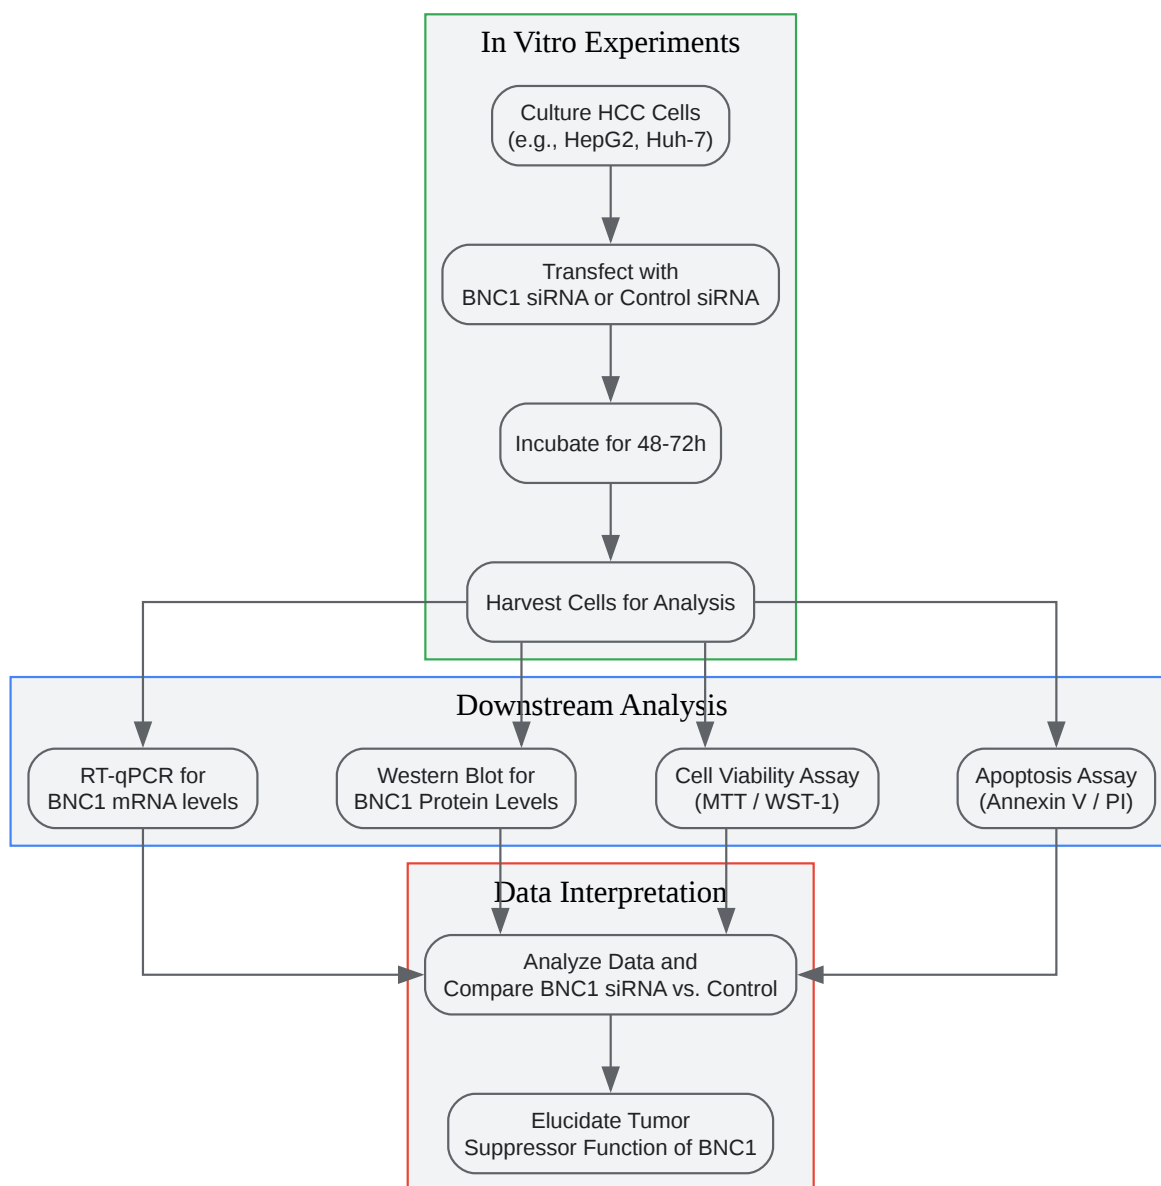 In Vitro Experiments
Culture HCC Cells
(e.g., HepG2, Huh-7)
Transfect with
BNC1 siRNA or Control siRNA
Incubate for 48-72h
Harvest Cells for Analysis
Downstream Analysis
RT-qPCR for
BNC1 mRNA levels
Western Blot for
BNC1 Protein Levels
Cell Viability Assay
(MTT / WST-1)
Apoptosis Assay
(Annexin V / PI)
Data Interpretation
Analyze Data and
Compare BNC1 siRNA vs. Control
Elucidate Tumor
Suppressor Function of BNC1